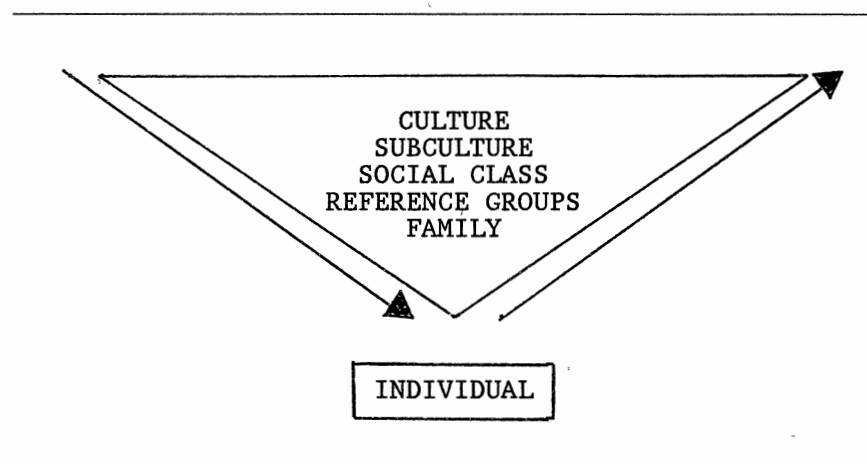 CULTURE
SUBCULTURE
SOCIAL CLASS
REFERENCE GROUPS
FAMILY
INDIVIDUAL